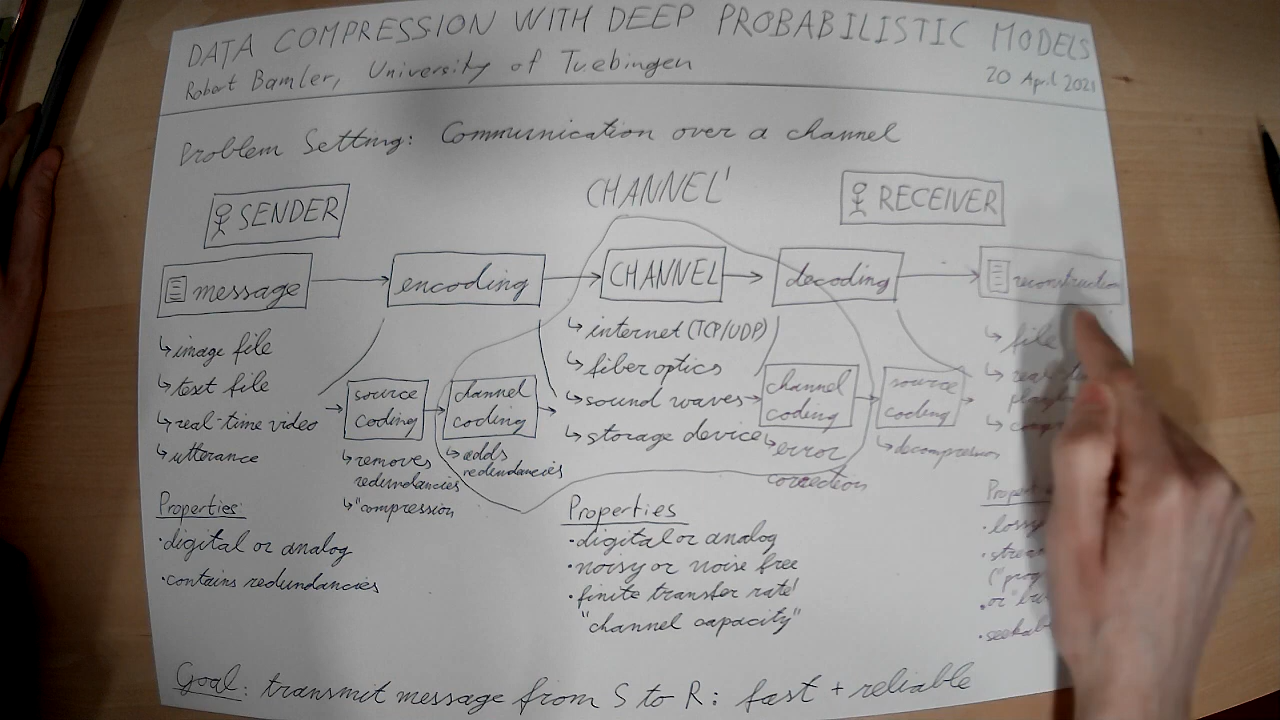 DATA COMPRESSION WITH DEEP PROBABILISTIC MODELS
Robert Bamler, University of Tuebingen
20 April 2021
Problem Setting: Communication over a channel
SENDER
CHANNEL'
RECEIVER
message
encoding
CHANNEL
decoding
reconstruction
↳ image file
↳ text file
↳ real-time video
↳ utterance
source
coding
↳ removes
redundancies
↳ "compression
channel
coding
↳ adds
redundancies
↳ internet (TCP/UDP)
↳ fiber optics
↳ sound waves
↳ storage device
channel
coding
↳ error
correction
source
coding
↳ decompression
↳ file
Properties:
· digital or analog
· contains redundancies
Properties
· digital or analog
· noisy or noise free
· finite transfer rate
"channel capacity"
· lossy
· or
Goal: transmit message from S to R: fast + reliable